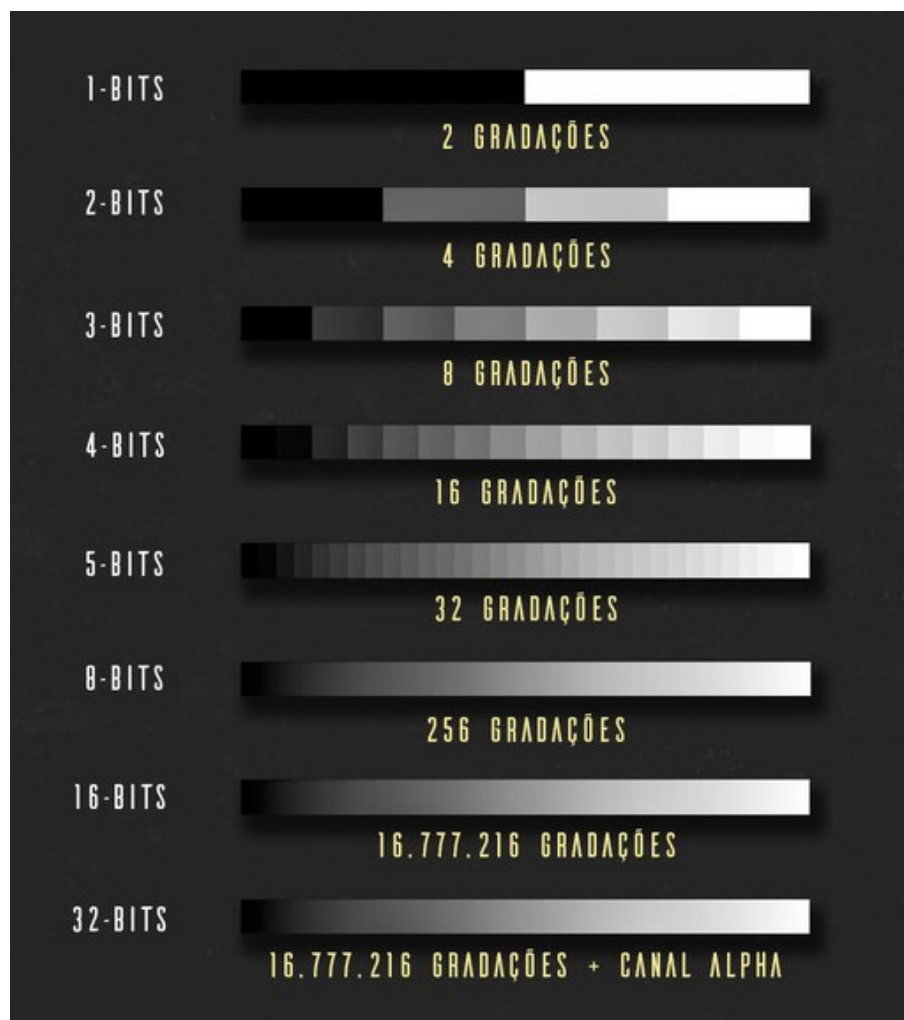 1-BITS
2 GRADAÇÕES
2-BITS
4 GRADAÇÕES
3-BITS
8 GRADAÇÕES
4-BITS
16 GRADAÇÕES
5-BITS
32 GRADAÇÕES
8-BITS
256 GRADAÇÕES
16-BITS
16.777.216 GRADAÇÕES
32-BITS
16.777.216 GRADAÇÕES + CANAL ALPHA